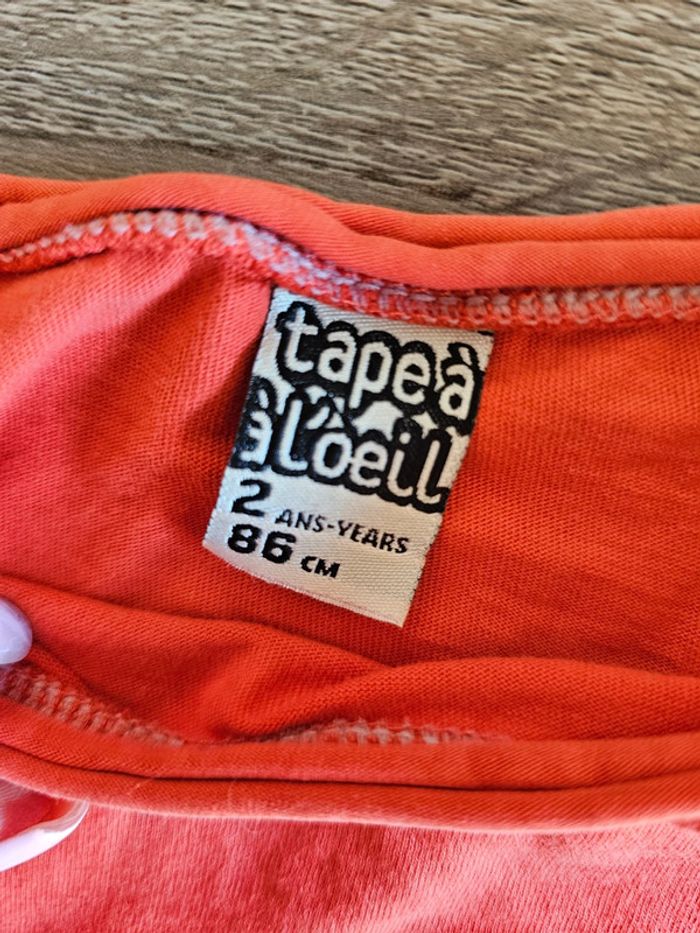 tape à
à l'oeil
2 ANS-YEARS
86 CM